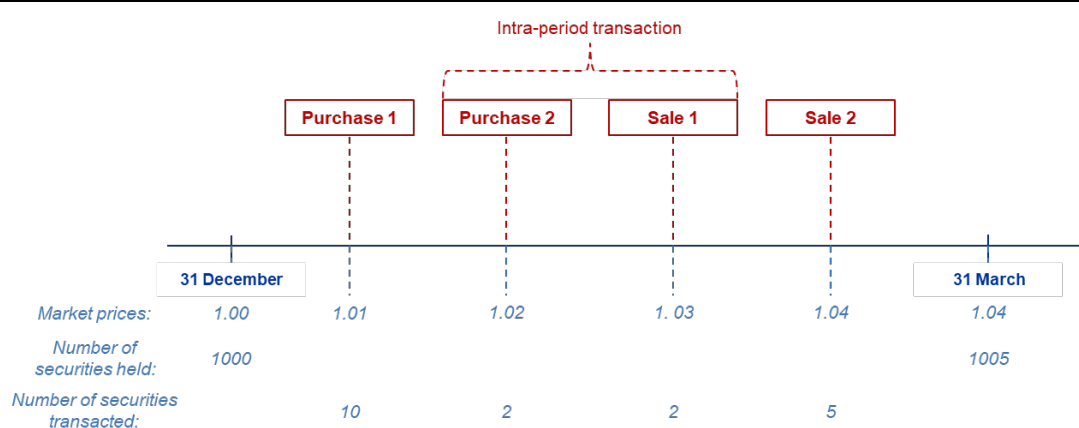 Intra-period transaction
Purchase 1 Purchase 2 Sale 1 Sale 2
31 December 31 March
Market prices: 1.00 1.01 1.02 1. 03 1.04 1.04
Number of
securities held: 1000 1005
Number of securities
transacted: 10 2 2 5